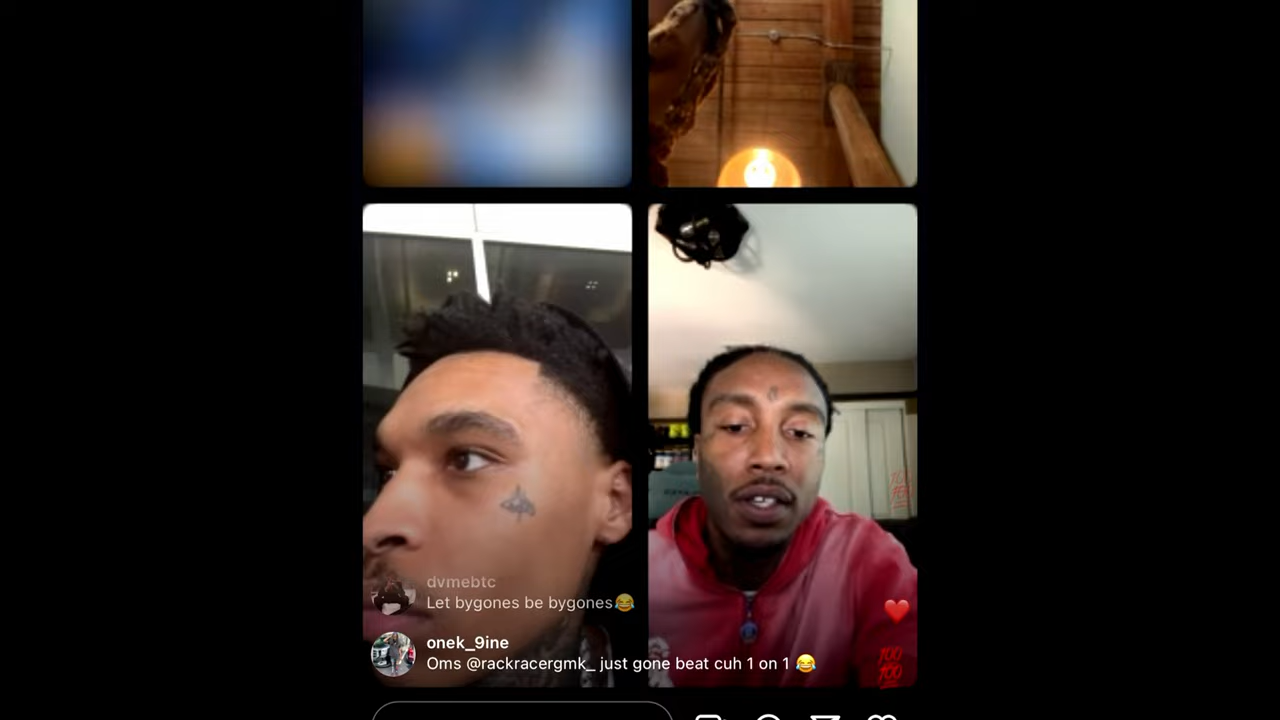 dvmebtc
Let bygones be bygones😂
onek_9ine
Oms @rackracergmk_ just gone beat cuh 1 on 1 😂